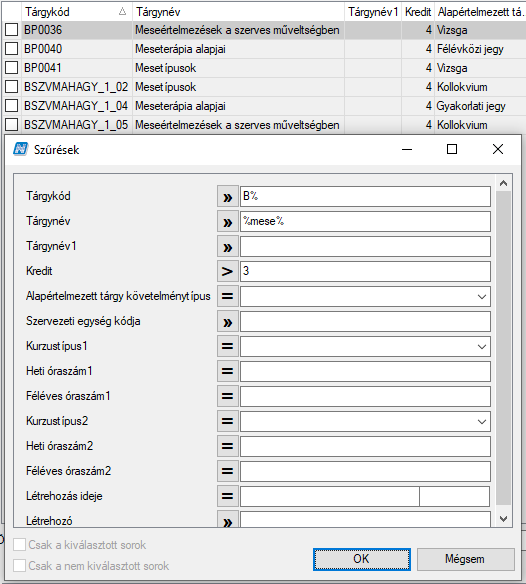 Tárgykód Tárgynév Tárgynév1 Kredit Alapértelmezett tá...
BP0036 Meseértelmezések a szerves műveltségben 4 Vizsga
BP0040 Meseterápia alapjai 4 Félévközi jegy
BP0041 Mesetípusok 4 Vizsga
BSZVMAHAGY_1_02 Mesetípusok 4 Kollokvium
BSZVMAHAGY_1_04 Meseterápia alapjai 4 Gyakorlati jegy
BSZVMAHAGY_1_05 Meseértelmezések a szerves műveltségben 4 Kollokvium
Szűrések
Tárgykód » B%
Tárgynév » %mese%
Tárgynév1 »
Kredit > 3
Alapértelmezett tárgy követelménytípus =
Szervezeti egység kódja »
Kurzustípus1 =
Heti óraszám1 =
Féléves óraszám1 =
Kurzustípus2 =
Heti óraszám2 =
Féléves óraszám2 =
Létrehozás ideje =
Létrehozó »
Csak a kiválasztott sorok
Csak a nem kiválasztott sorok
OK Mégsem